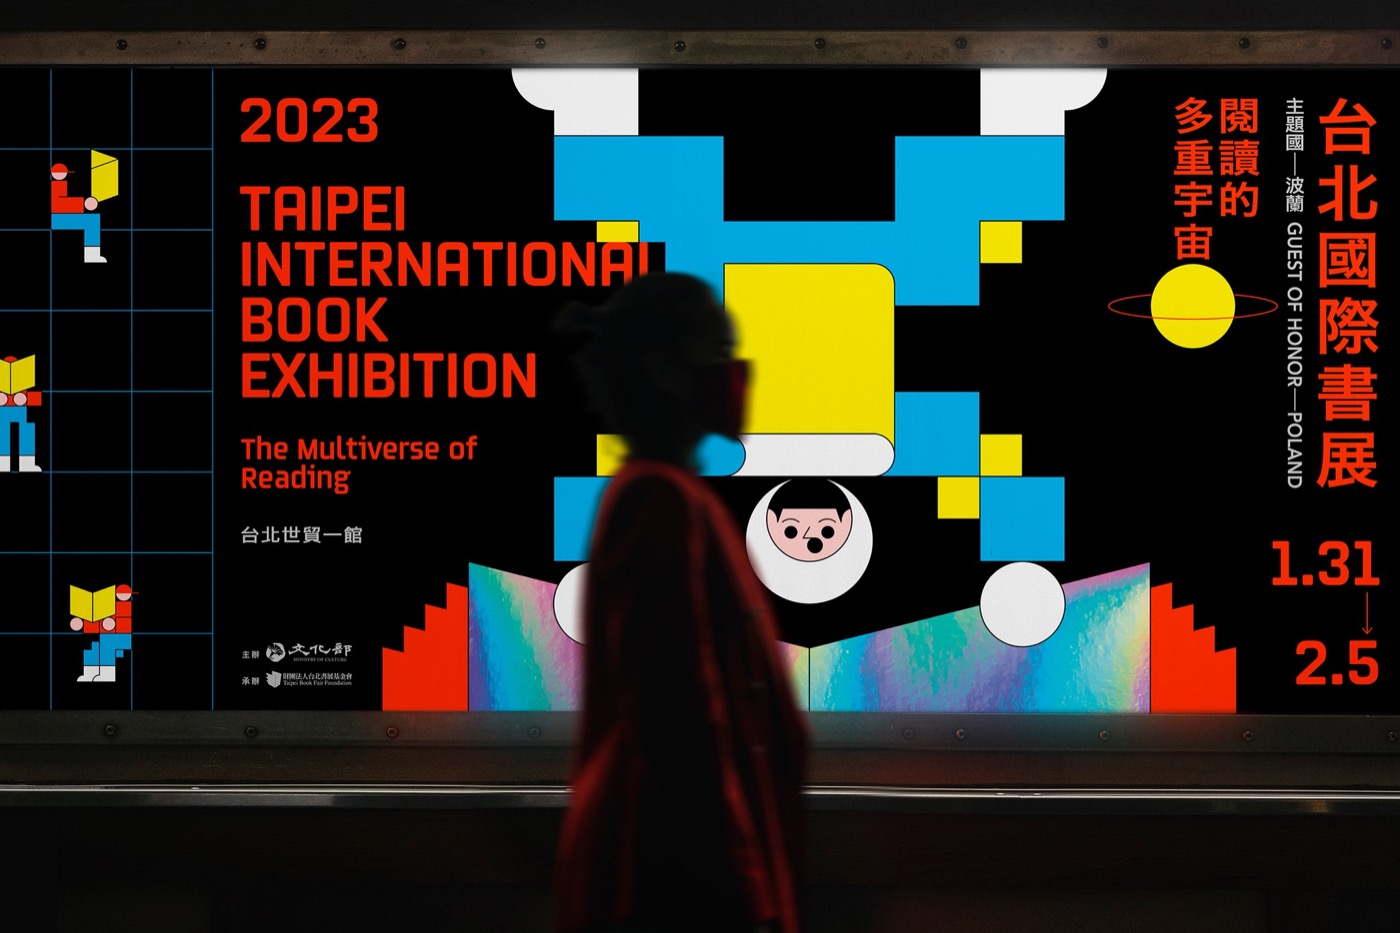 2023
TAIPEI
INTERNATIONAL
BOOK
EXHIBITION
The Multiverse of
Reading
台北世貿一館
主辦 文化部
MINISTRY OF CULTURE
承辦 財團法人台北書展基金會
Taipei Book Fair Foundation
台北國際書展
主題國—波蘭 GUEST OF HONOR—POLAND
閱讀的
多重宇宙
1.31
2.5